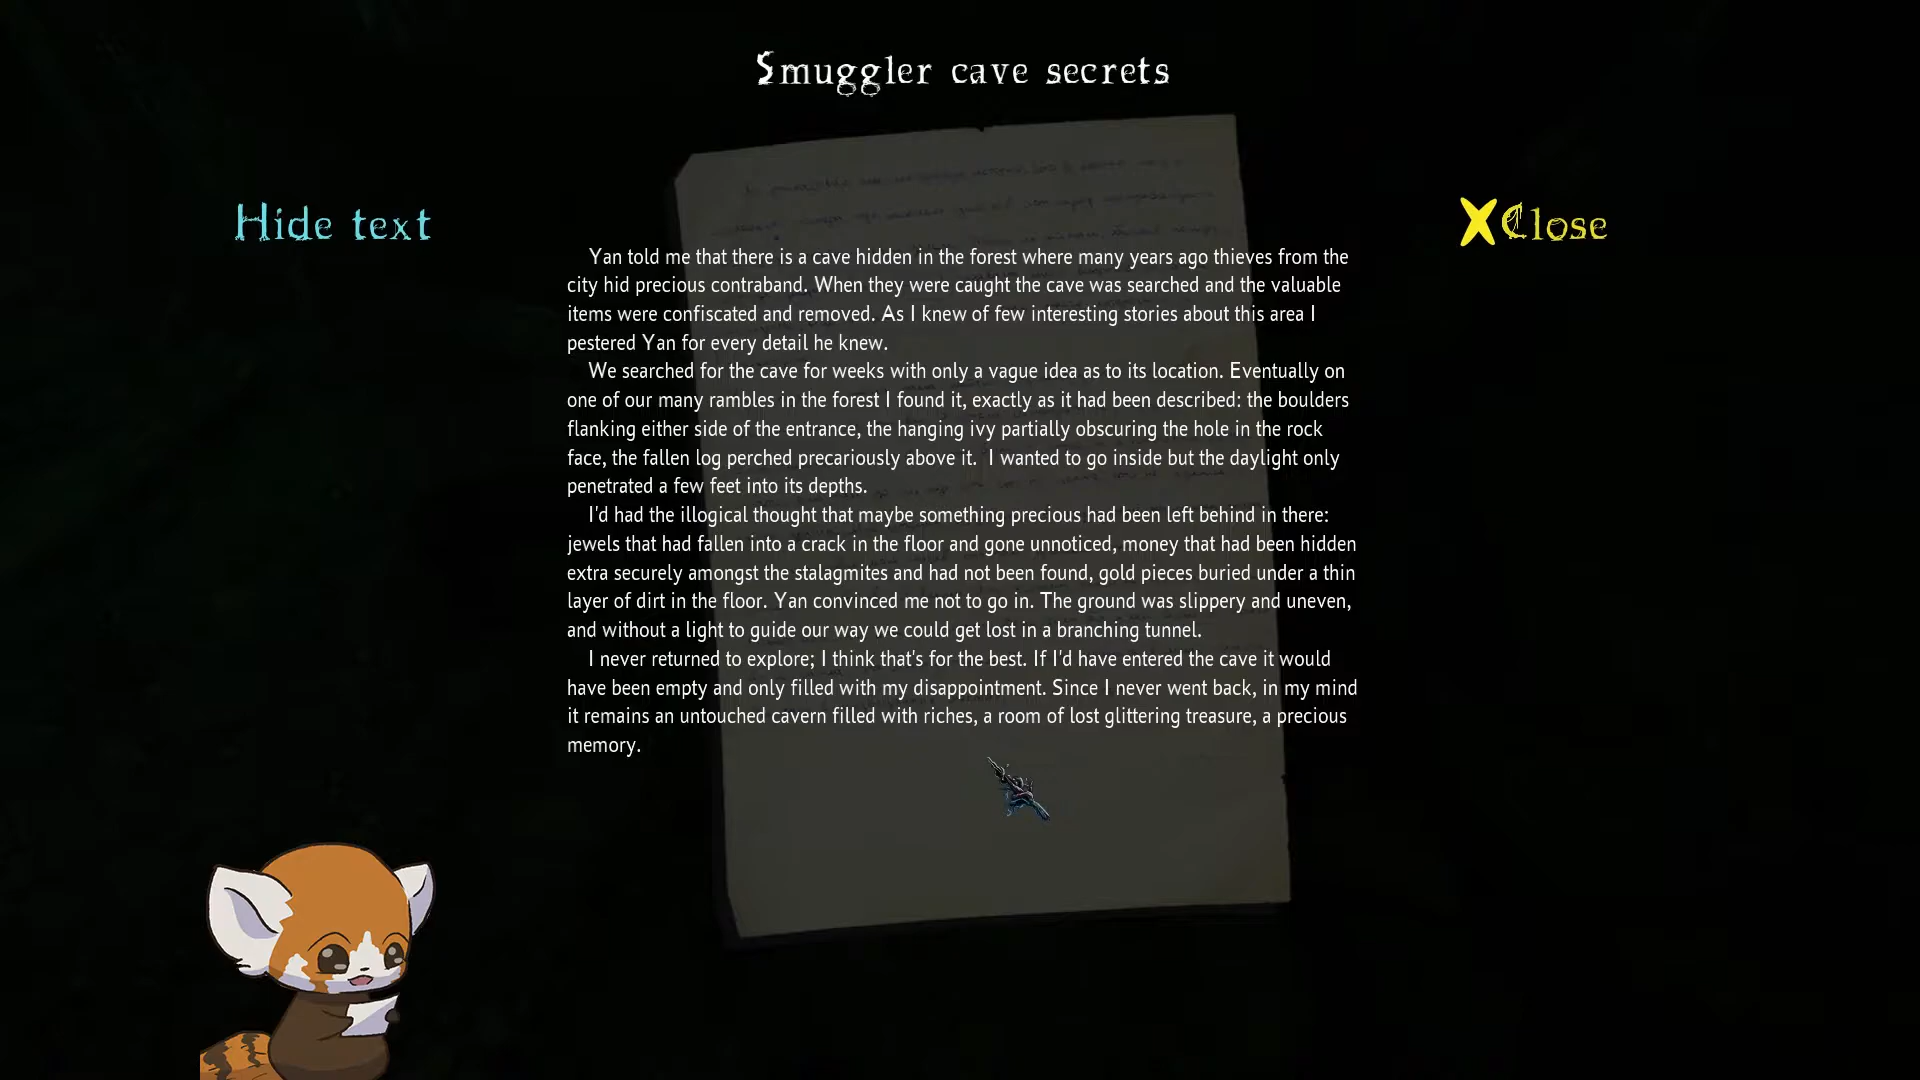 Smuggler cave secrets
Hide text
Close
Yan told me that there is a cave hidden in the forest where many years ago thieves from the
city hid precious contraband. When they were caught the cave was searched and the valuable
items were confiscated and removed. As I knew of few interesting stories about this area I
pestered Yan for every detail he knew.
We searched for the cave for weeks with only a vague idea as to its location. Eventually on
one of our many rambles in the forest I found it, exactly as it had been described: the boulders
flanking either side of the entrance, the hanging ivy partially obscuring the hole in the rock
face, the fallen log perched precariously above it.  I wanted to go inside but the daylight only
penetrated a few feet into its depths.
I'd had the illogical thought that maybe something precious had been left behind in there:
jewels that had fallen into a crack in the floor and gone unnoticed, money that had been hidden
extra securely amongst the stalagmites and had not been found, gold pieces buried under a thin
layer of dirt in the floor. Yan convinced me not to go in. The ground was slippery and uneven,
and without a light to guide our way we could get lost in a branching tunnel.
I never returned to explore; I think that's for the best. If I'd have entered the cave it would
have been empty and only filled with my disappointment. Since I never went back, in my mind
it remains an untouched cavern filled with riches, a room of lost glittering treasure, a precious
memory.